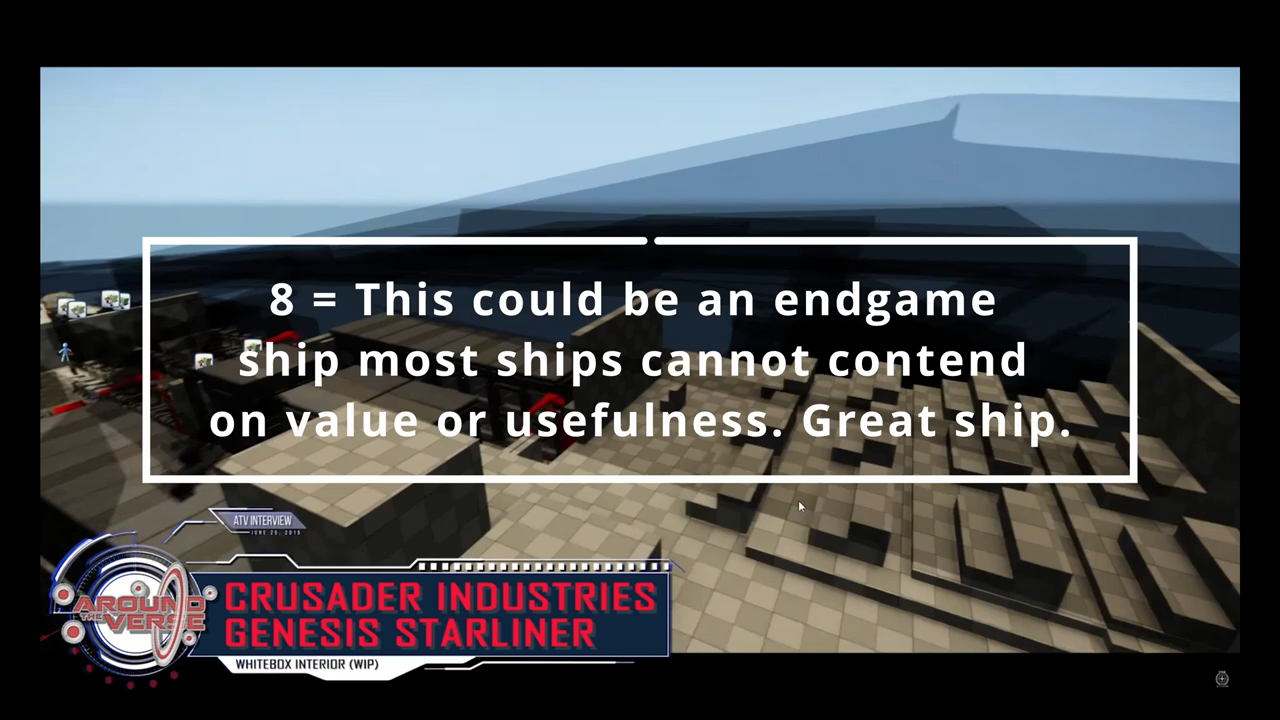 8 = This could be an endgame
ship most ships cannot contend
on value or usefulness. Great ship.
ATV INTERVIEW
AROUND
THE
VERSE
CRUSADER INDUSTRIES
GENESIS STARLINER
WHITEBOX INTERIOR (WIP)